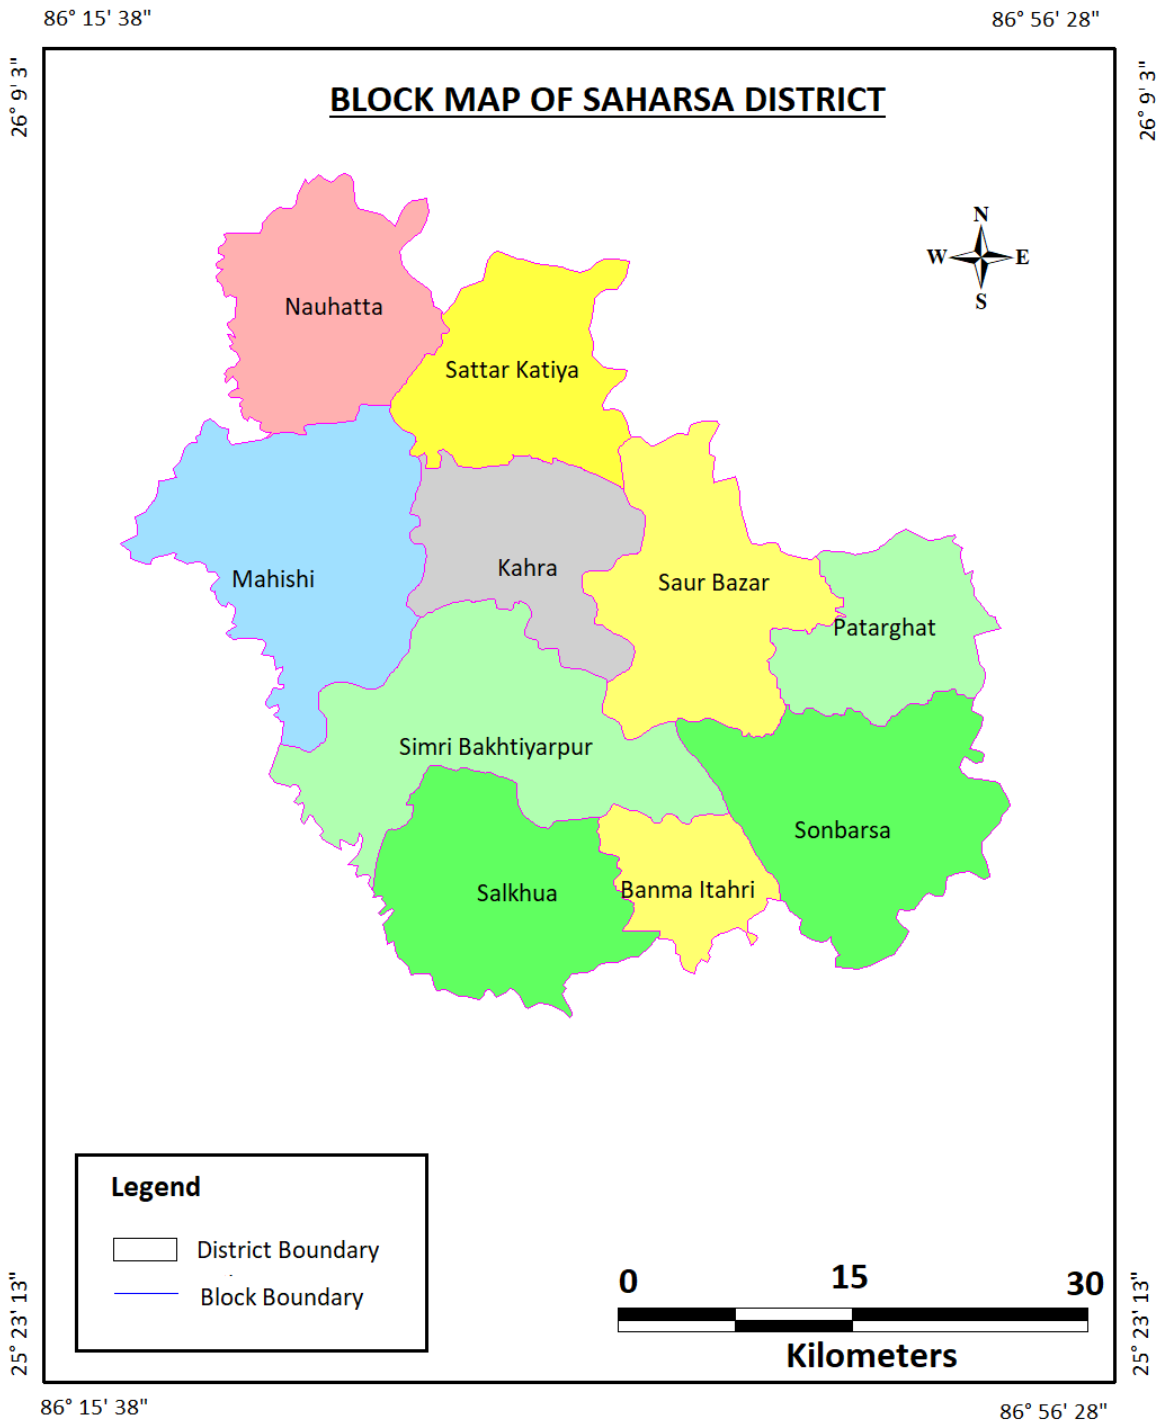 86° 15' 38"
86° 56' 28"
26° 9' 3"
26° 9' 3"
BLOCK MAP OF SAHARSA DISTRICT
N
W
E
S
Nauhatta
Sattar Katiya
Kahra
Mahishi
Saur Bazar
Patarghat
Simri Bakhtiyarpur
Sonbarsa
Salkhua
Banma Itahri
Legend
District Boundary
Block Boundary
0 15 30
Kilometers
25° 23' 13"
25° 23' 13"
86° 15' 38"
86° 56' 28"